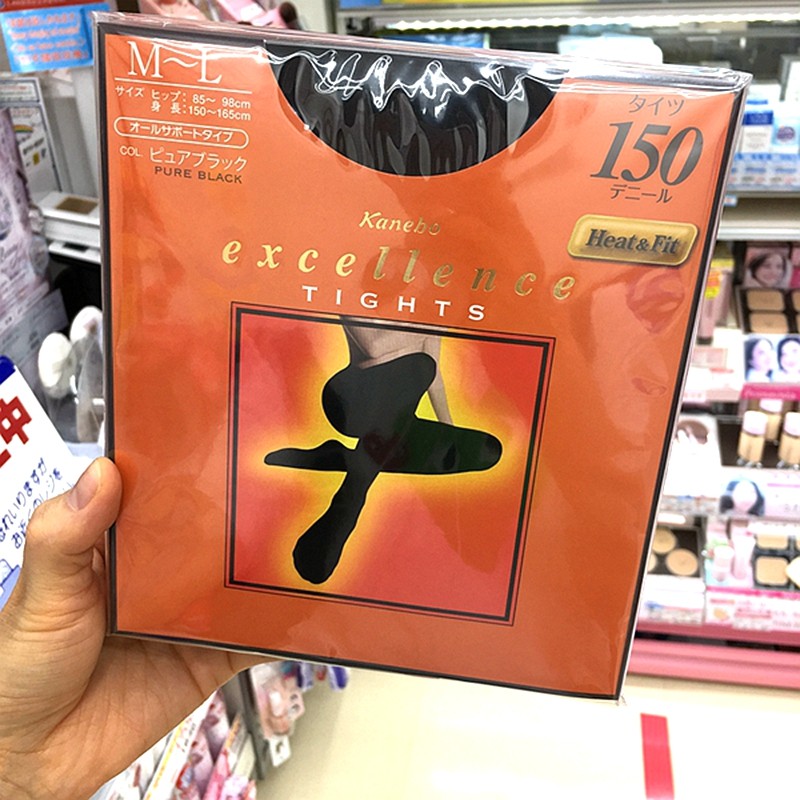 M〜L
サイズ ヒップ: 85〜 98cm
身 長:150〜165cm
オールサポートタイプ
COL. ピュアブラック
PURE BLACK
タイツ
150
デニール
Heat&Fit
Kanebo
excellence
TIGHTS